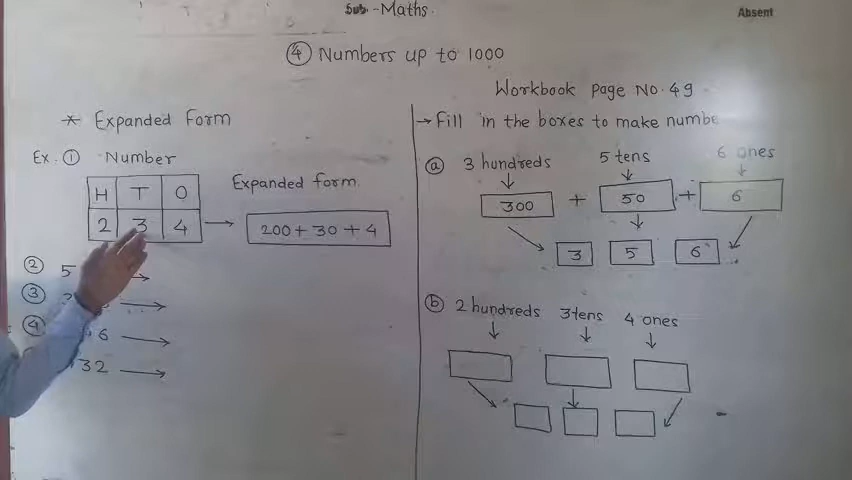 Sub - Maths.
Absent
④ Numbers up to 1000
Workbook Page No. 49
* Expanded Form
→ Fill in the boxes to make numbe
Ex. ① Number
Expanded form
H T O
2 3 4 → 200 + 30 + 4
② 5 →
③ →
④ 6 →
32 →
ⓐ 3 hundreds 5 tens 6 ones
300 + 50 + 6
3 5 6
ⓑ 2 hundreds 3 tens 4 ones